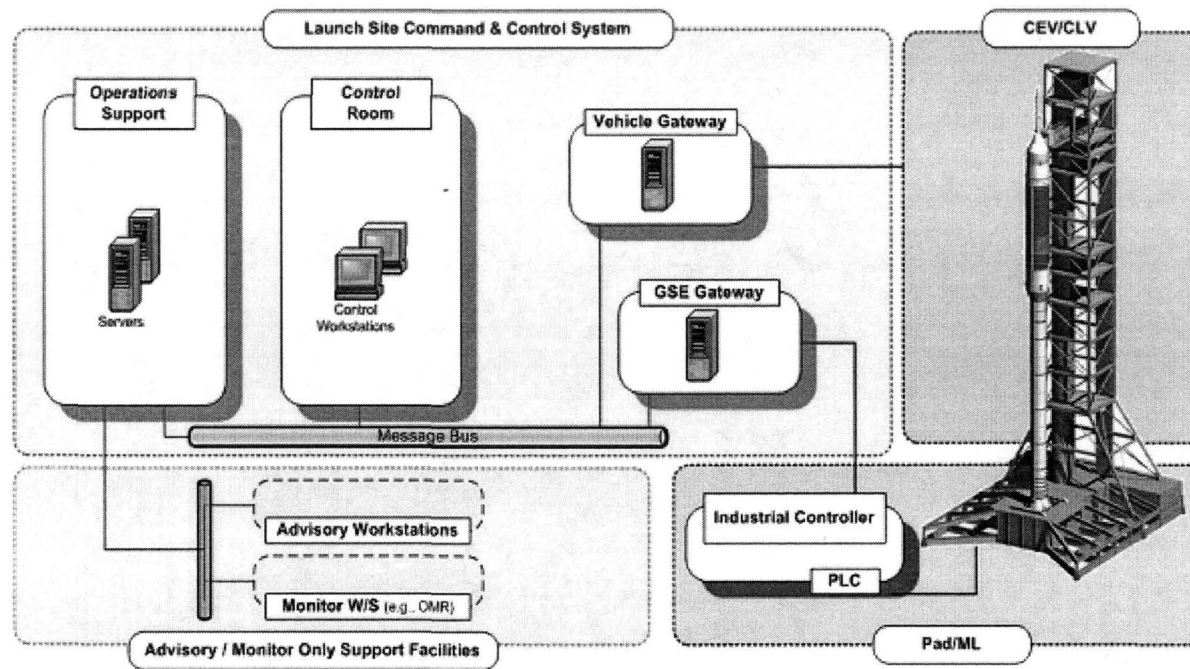 Launch Site Command & Control System
CEV/CLV
Operations
Support
Control
Room
Vehicle Gateway
Servers
Control
Workstations
GSE Gateway
Message Bus
Advisory Workstations
Monitor W/S (e.g., OMR)
Advisory / Monitor Only Support Facilities
Industrial Controller
PLC
Pad/ML